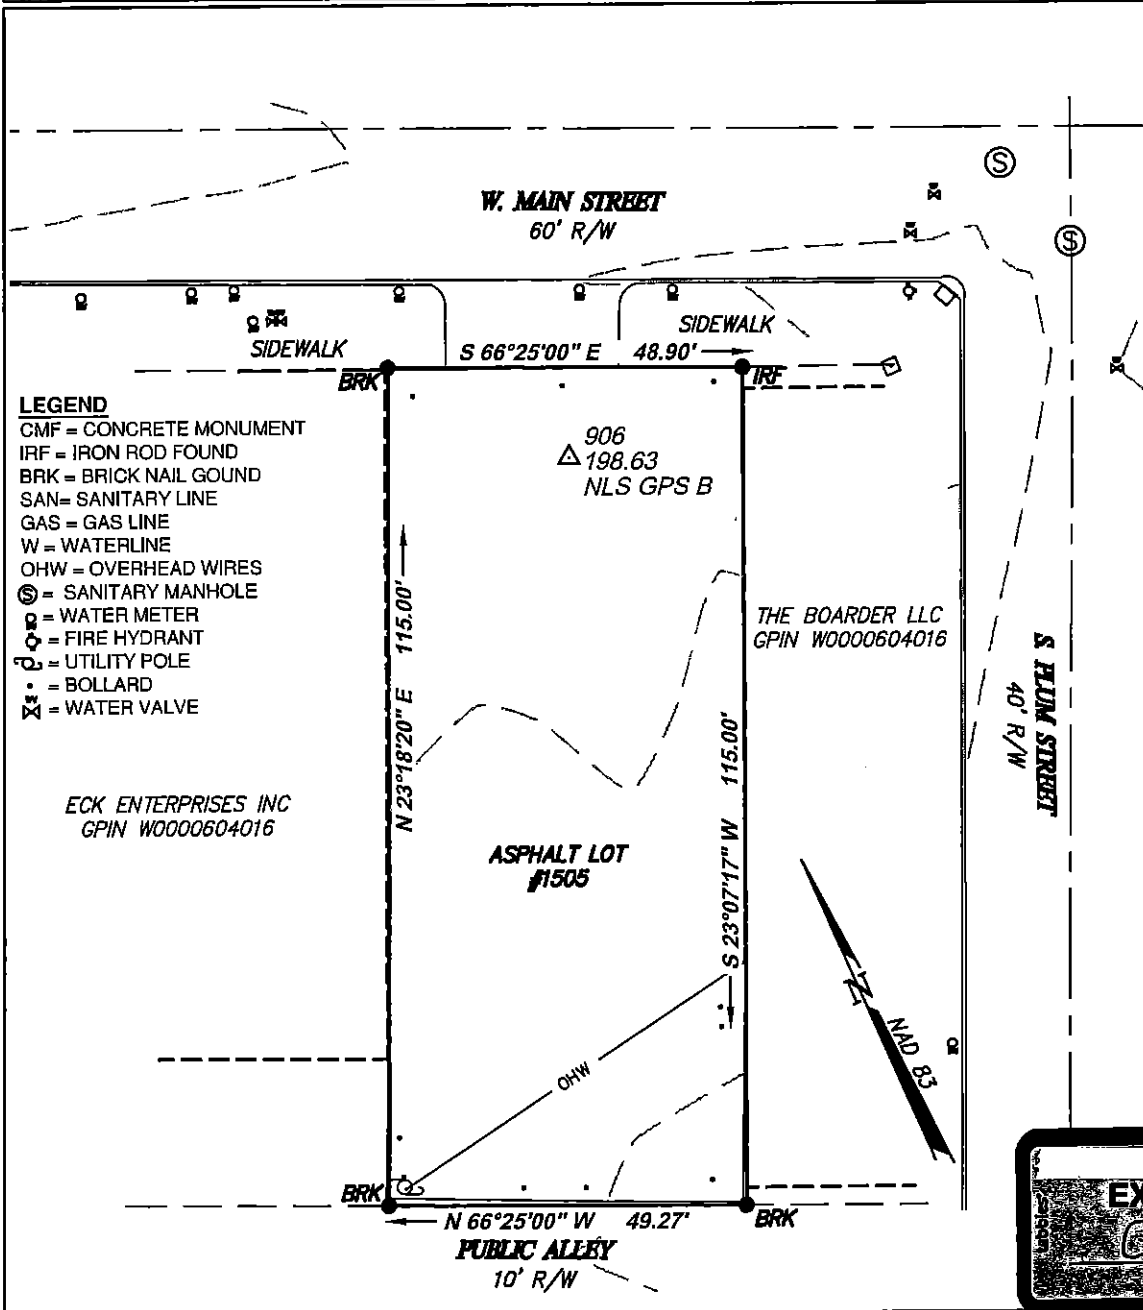 W. MAIN STREET
60' R/W
SIDEWALK
SIDEWALK
S 66°25'00" E 48.90'
BRK
IRF
LEGEND
CMF = CONCRETE MONUMENT
IRF = IRON ROD FOUND
BRK = BRICK NAIL GOUND
SAN= SANITARY LINE
GAS = GAS LINE
W = WATERLINE
OHW = OVERHEAD WIRES
Ⓢ = SANITARY MANHOLE
= WATER METER
= FIRE HYDRANT
= UTILITY POLE
= BOLLARD
= WATER VALVE
906
198.63
NLS GPS B
N 23°18'20" E 115.00'
S 23°07'17" W 115.00'
THE BOARDER LLC
GPIN W0000604016
S. PLUM STREET
40' R/W
ECK ENTERPRISES INC
GPIN W0000604016
ASPHALT LOT
#1505
OHW
N
NAD 83
BRK
BRK
N 66°25'00" W 49.27'
PUBLIC ALLEY
10' R/W
tabbies
EX